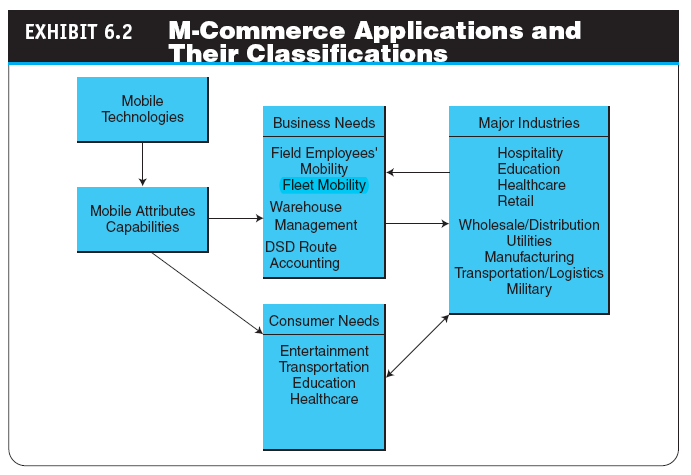 EXHIBIT 6.2
M-Commerce Applications and
Their Classifications
Mobile
Technologies
Mobile Attributes
Capabilities
Business Needs
Field Employees'
Mobility
Fleet Mobility
Warehouse
Management
DSD Route
Accounting
Consumer Needs
Entertainment
Transportation
Education
Healthcare
Major Industries
Hospitality
Education
Healthcare
Retail
Wholesale/Distribution
Utilities
Manufacturing
Transportation/Logistics
Military